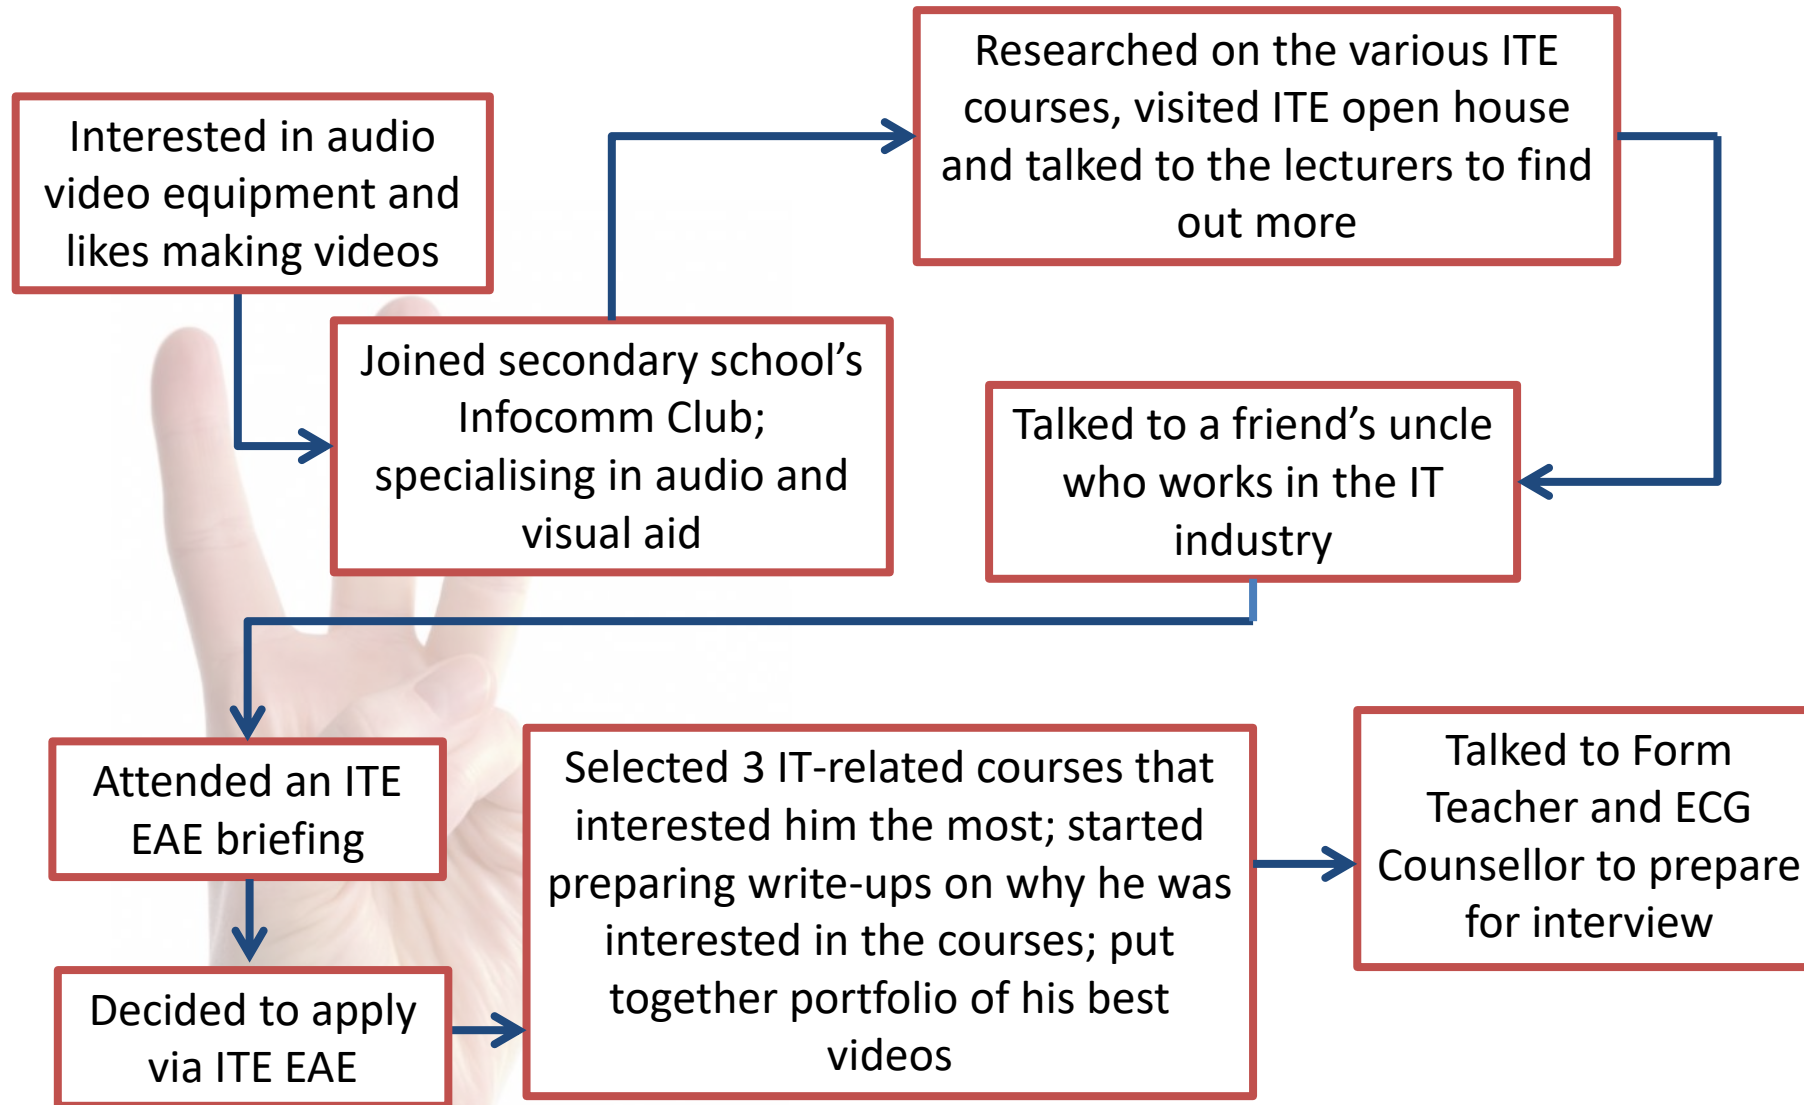 Interested in audio
video equipment and
likes making videos
Joined secondary school’s
Infocomm Club;
specialising in audio and
visual aid
Researched on the various ITE
courses, visited ITE open house
and talked to the lecturers to find
out more
Talked to a friend’s uncle
who works in the IT
industry
Attended an ITE
EAE briefing
Decided to apply
via ITE EAE
Selected 3 IT-related courses that
interested him the most; started
preparing write-ups on why he was
interested in the courses; put
together portfolio of his best
videos
Talked to Form
Teacher and ECG
Counsellor to prepare
for interview